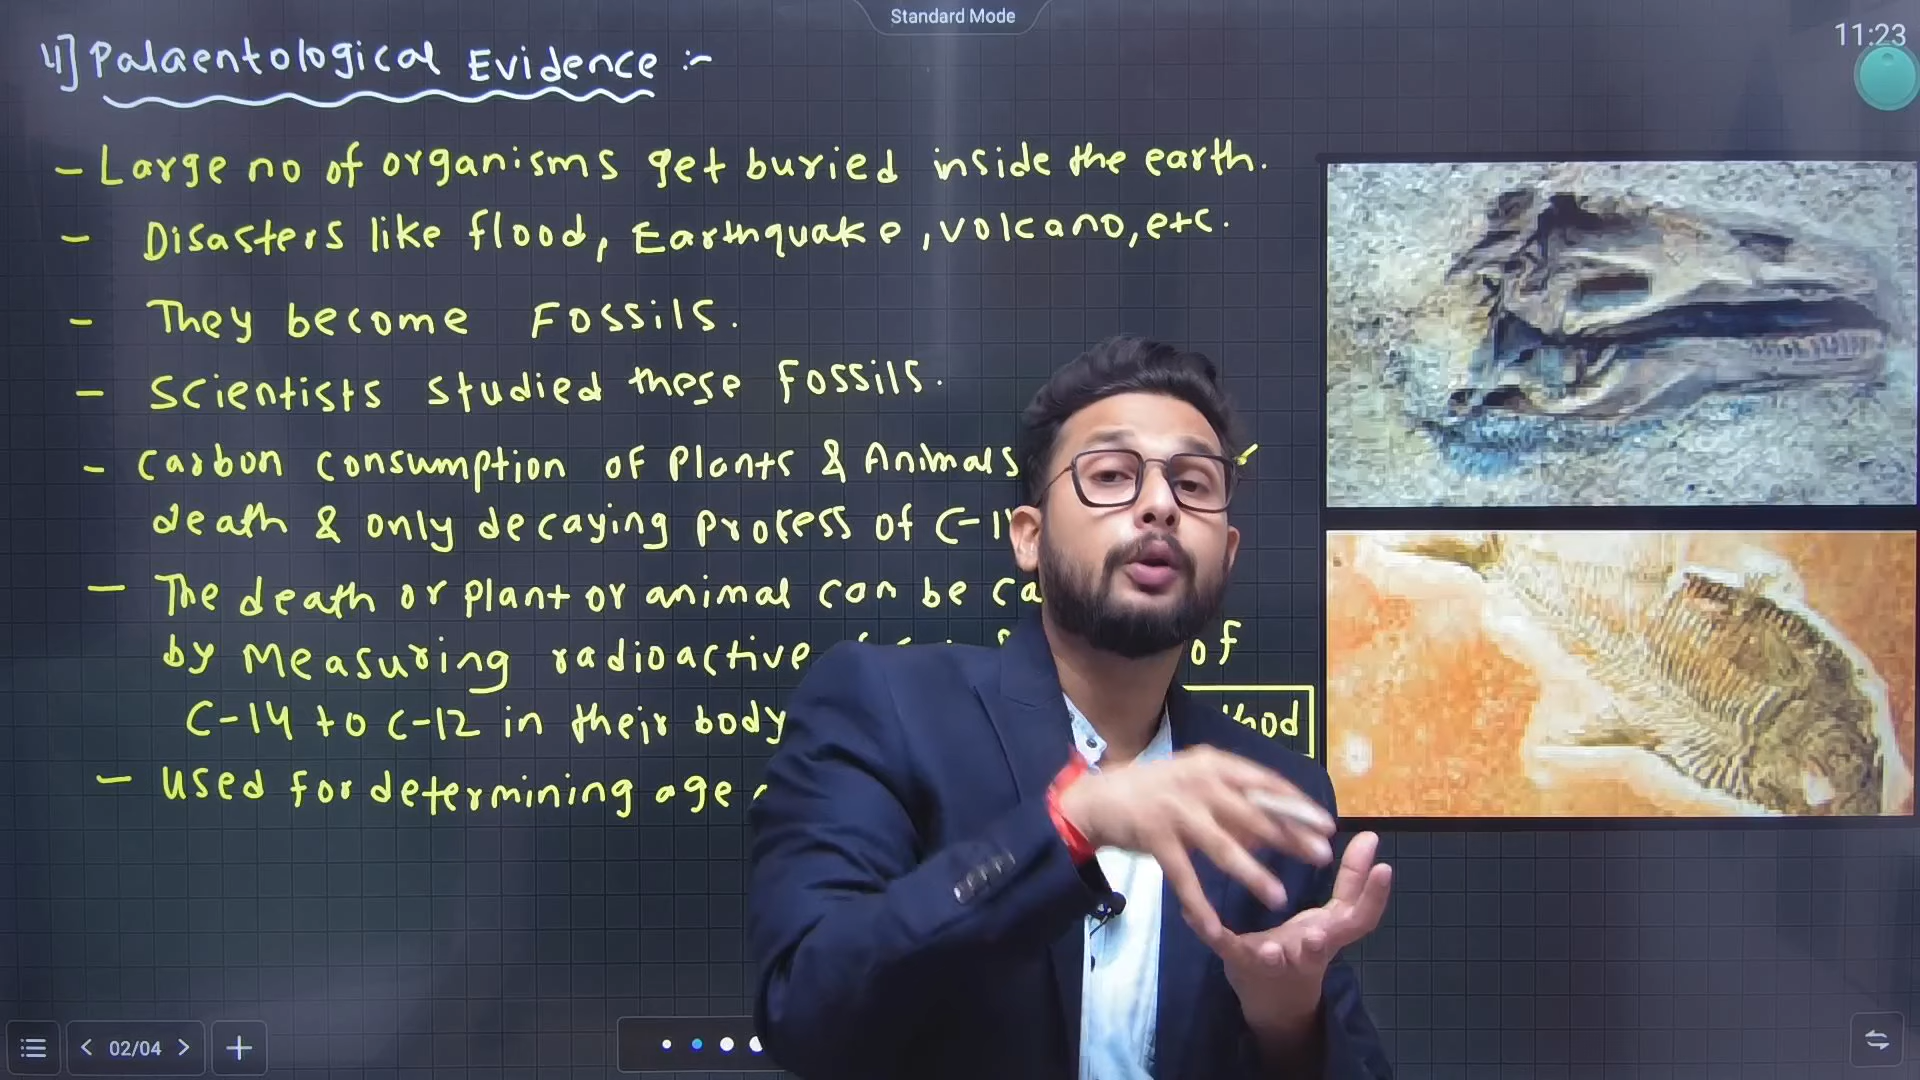 Standard Mode
11:23
4] Palaentological Evidence :-
- Large no of organisms get buried inside the earth.
- Disasters like flood, Earthquake, volcano, etc.
- They become Fossils.
- Scientists studied these Fossils.
- Carbon consumption of Plants & Animals
death & only decaying process of C-14
- The death or plant or animal can be
by Measuring radioactive of
C-14 to C-12 in their body
- Used for determining age
02/04